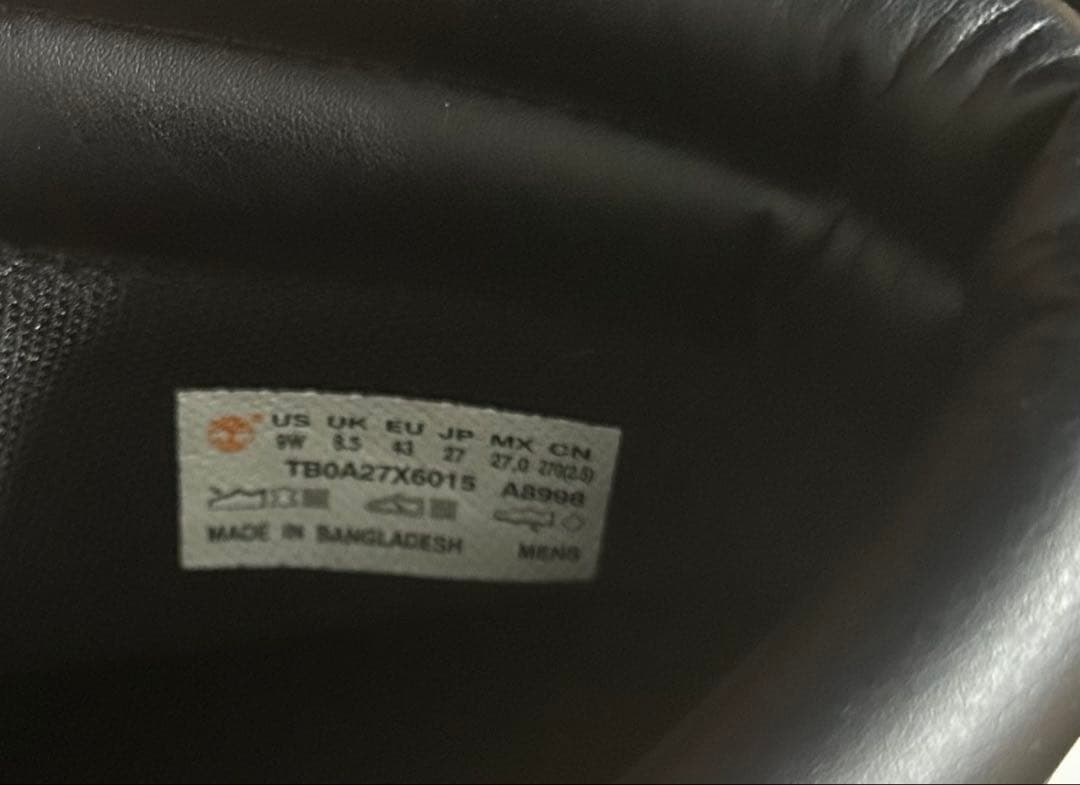 US UK EU JP MX CN
9W 8.5 43 27 27.0 270(2.5)
TB0A27X6015 A8998
MADE IN BANGLADESH MENS